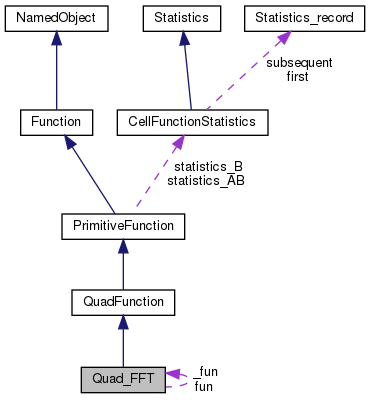 NamedObject
Statistics
Statistics_record
subsequent
first
Function
CellFunctionStatistics
statistics_B
statistics_AB
PrimitiveFunction
QuadFunction
Quad_FFT
_fun
fun